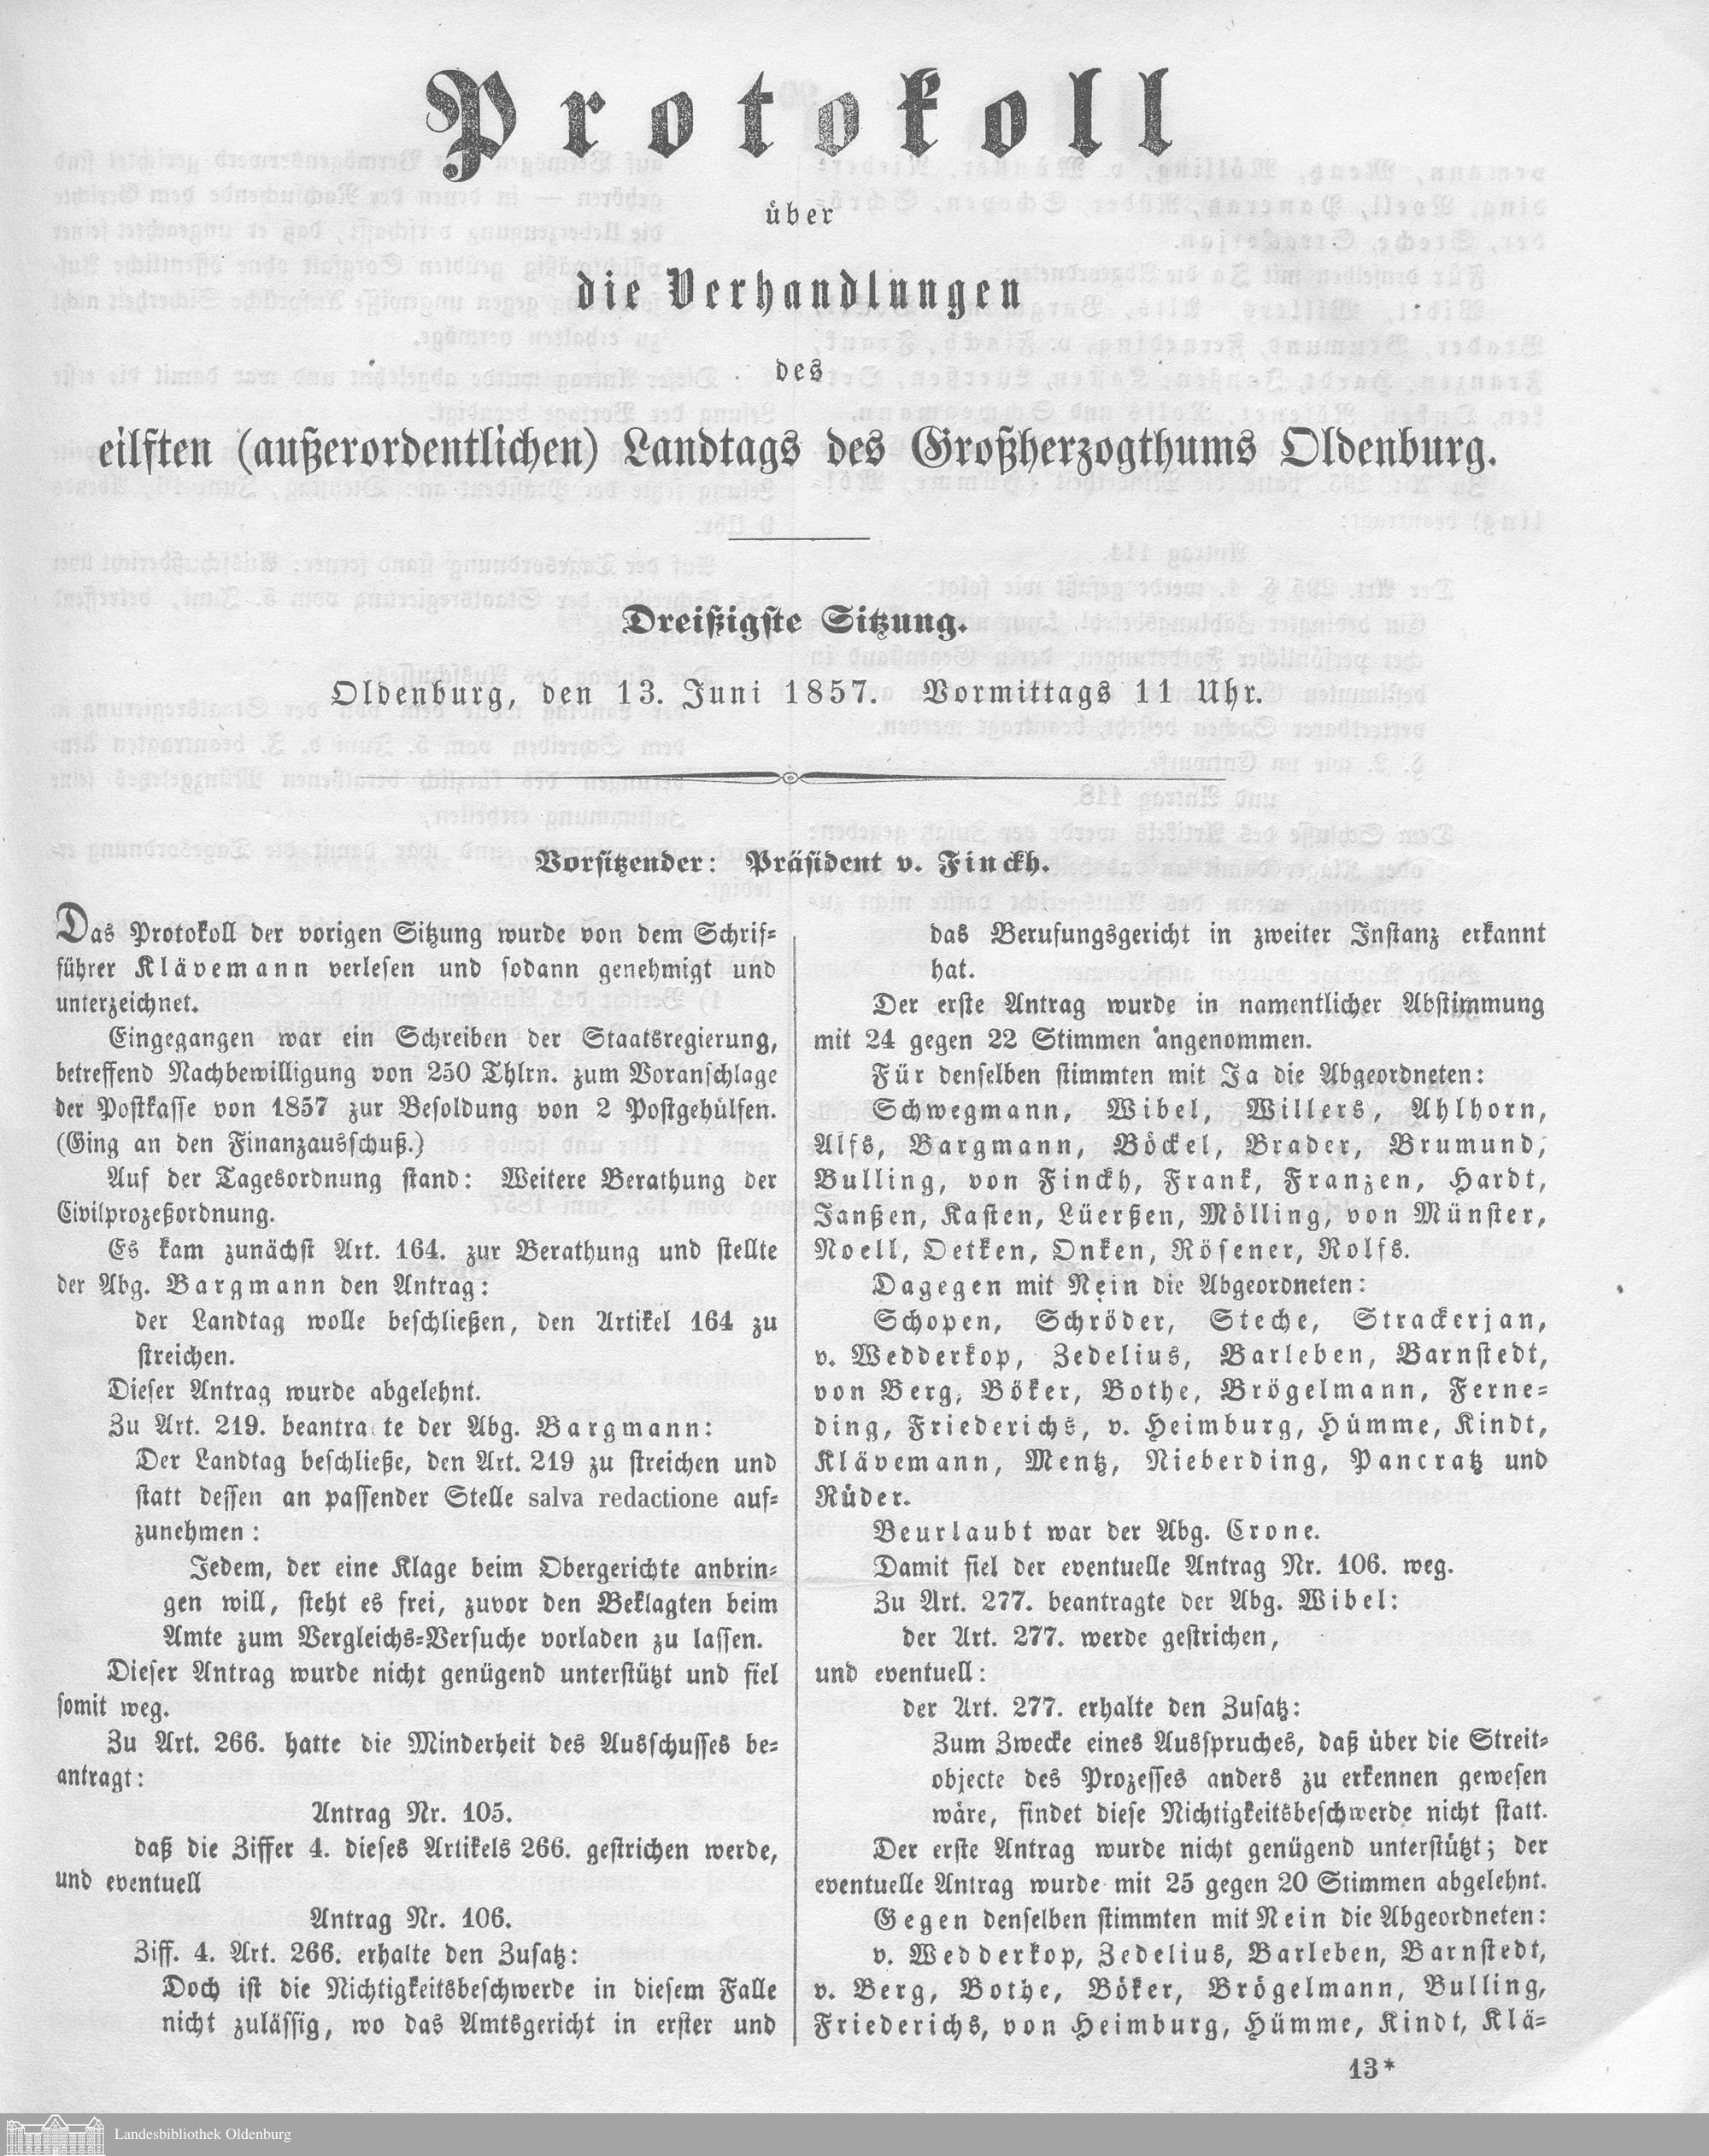 Protokoll
über
die Verhandlungen
des
eilften (außerordentlichen) Landtags des Großherzogthums Oldenburg.
Dreißigste Sitzung.
Oldenburg, den 13. Juni 1857. Vormittags 11 Uhr.
Vorsitzender: Präsident v. Finckh.
Das Protokoll der vorigen Sitzung wurde von dem Schrif-
führer Klävemann verlesen und sodann genehmigt und
unterzeichnet.
Eingegangen war ein Schreiben der Staatsregierung,
betreffend Nachbewilligung von 250 Thlrn. zum Voranschlage
der Postkasse von 1857 zur Besoldung von 2 Postgehülfen.
(Ging an den Finanzausschuß.)
Auf der Tagesordnung stand: Weitere Berathung der
Civilprozeßordnung.
Es kam zunächst Art. 164. zur Berathung und stellte
der Abg. Bargmann den Antrag:
der Landtag wolle beschließen, den Artikel 164 zu
streichen.
Dieser Antrag wurde abgelehnt.
Zu Art. 219. beantra te der Abg. Bargmann:
Der Landtag beschließe, den Art. 219 zu streichen und
statt dessen an passender Stelle salva redactione auf-
zunehmen:
Jedem, der eine Klage beim Obergerichte anbrin-
gen will, steht es frei, zuvor den Beklagten beim
Amte zum Vergleichs-Versuche vorladen zu lassen.
Dieser Antrag wurde nicht genügend unterstützt und fiel
somit weg.
Zu Art. 266. hatte die Minderheit des Ausschusses be-
antragt:
Antrag Nr. 105.
daß die Ziffer 4. dieses Artikels 266. gestrichen werde,
und eventuell
Antrag Nr. 106.
Ziff. 4. Art. 266. erhalte den Zusatz:
Doch ist die Nichtigkeitsbeschwerde in diesem Falle
nicht zulässig, wo das Amtsgericht in erster und
das Berufungsgericht in zweiter Instanz erkannt
hat.
Der erste Antrag wurde in namentlicher Abstimmung
mit 24 gegen 22 Stimmen angenommen.
Für denselben stimmten mit Ja die Abgeordneten:
Schwegmann, Wibel, Willers, Ahlhorn,
Alfs, Bargmann, Böckel, Brader, Brumund,
Bulling, von Finckh, Frank, Franzen, Hardt,
Janßen, Kasten, Lüerßen, Mölling, von Münster,
Noell, Oetken, Onken, Rösener, Rolfs.
Dagegen mit Nein die Abgeordneten:
Schopen, Schröder, Steche, Strackerjan,
v. Wedderkop, Zedelius, Barleben, Barnstedt,
von Berg, Böker, Bothe, Brögelmann, Ferne-
ding, Friederichs, v. Heimburg, Hümme, Kindt,
Klävemann, Mentz, Nieberding, Pancratz und
Rüder.
Beurlaubt war der Abg. Crone.
Damit fiel der eventuelle Antrag Nr. 106. weg.
Zu Art. 277. beantragte der Abg. Wibel:
der Art. 277. werde gestrichen,
und eventuell:
der Art. 277. erhalte den Zusatz:
Zum Zwecke eines Ausspruches, daß über die Streit-
objecte des Prozesses anders zu erkennen gewesen
wäre, findet diese Nichtigkeitsbeschwerde nicht statt.
Der erste Antrag wurde nicht genügend unterstützt; der
eventuelle Antrag wurde mit 25 gegen 20 Stimmen abgelehnt.
Gegen denselben stimmten mit Nein die Abgeordneten:
v. Wedderkop, Zedelius, Barleben, Barnstedt,
v. Berg, Bothe, Böker, Brögelmann, Bulling,
Friederichs, von Heimburg, Hümme, Kindt, Klä-
13*
Landesbibliothek Oldenburg